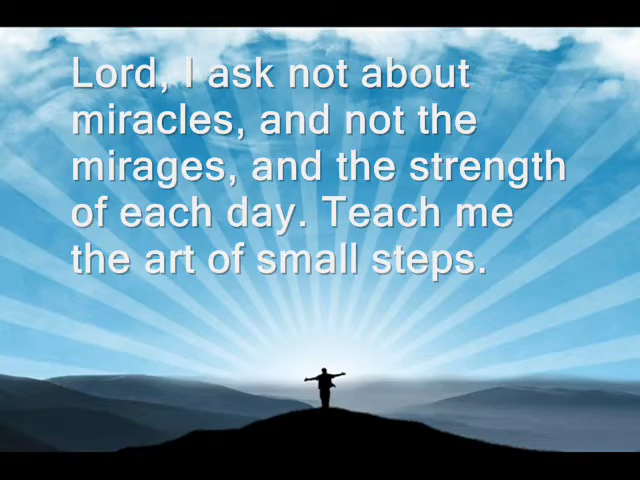 Lord, I ask not about
miracles, and not the
mirages, and the strength
of each day. Teach me
the art of small steps.